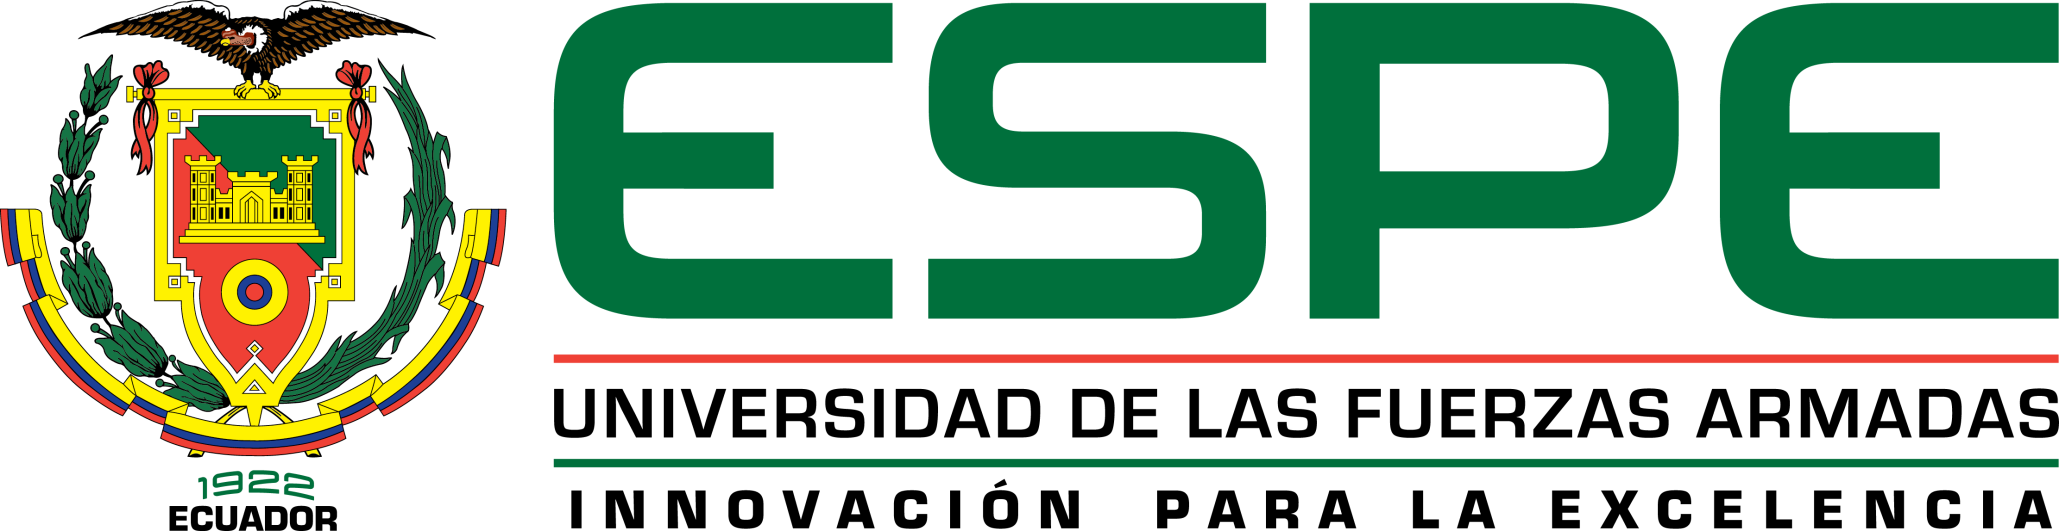 1922
ECUADOR
ESPE
UNIVERSIDAD DE LAS FUERZAS ARMADAS
INNOVACIÓN PARA LA EXCELENCIA